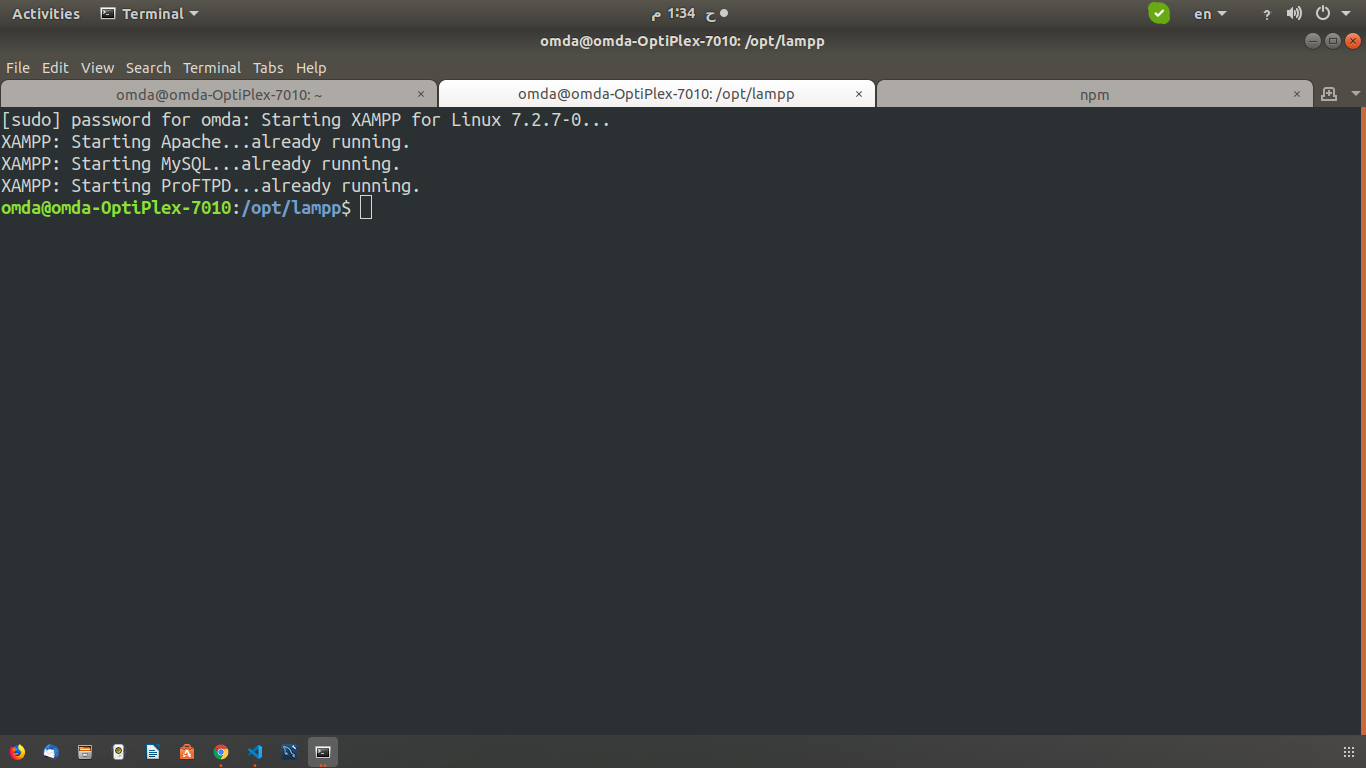 Activities Terminal ح 1:34 م en ?
omda@omda-OptiPlex-7010: /opt/lampp
File Edit View Search Terminal Tabs Help
omda@omda-OptiPlex-7010: ~ × omda@omda-OptiPlex-7010: /opt/lampp × npm ×
[sudo] password for omda: Starting XAMPP for Linux 7.2.7-0...
XAMPP: Starting Apache...already running.
XAMPP: Starting MySQL...already running.
XAMPP: Starting ProFTPD...already running.
omda@omda-OptiPlex-7010:/opt/lampp$